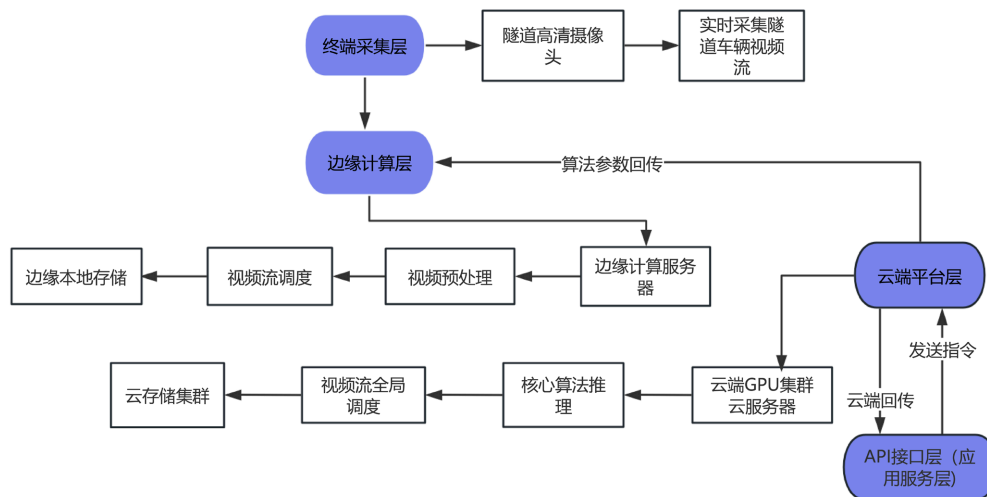 终端采集层
隧道高清摄像
头
实时采集隧
道车辆视频
流
边缘计算层
算法参数回传
边缘本地存储
视频流调度
视频预处理
边缘计算服务
器
云端平台层
发送指令
云存储集群
视频流全局
调度
核心算法推
理
云端GPU集群
云服务器
云端回传
API接口层（应
用服务层)